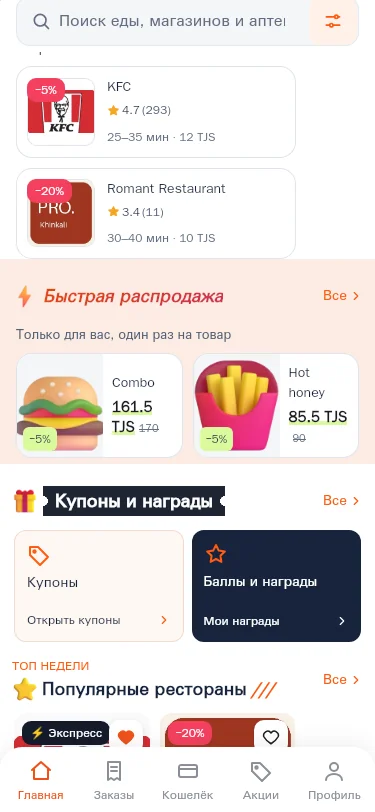 Поиск еды, магазинов и апте
–5%
KFC
KFC
4.7 (293)
25–35 мин · 12 TJS
–20%
PRO.
Khinkali
Romant Restaurant
3.4 (11)
30–40 мин · 10 TJS
Быстрая распродажа
Все
Только для вас, один раз на товар
–5%
Combo
161.5
TJS 170
–5%
Hot
honey
85.5 TJS
90
Купоны и награды
Все
Купоны
Открыть купоны
Баллы и награды
Мои награды
ТОП НЕДЕЛИ
Популярные рестораны
Все
Экспресс
–20%
Главная
Заказы
Кошелёк
Акции
Профиль